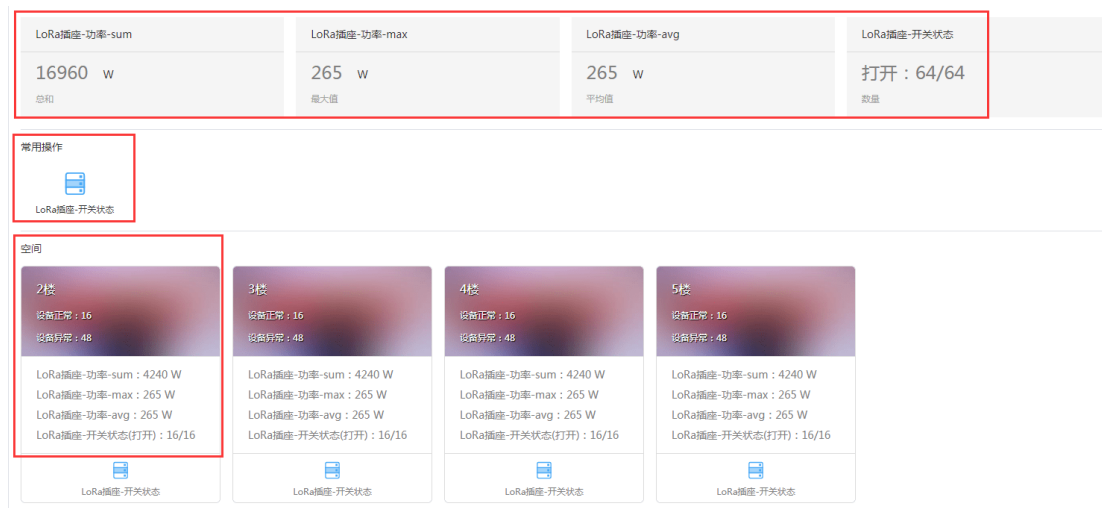 LoRa插座-功率-sum
LoRa插座-功率-max
LoRa插座-功率-avg
LoRa插座-开关状态
16960 W
265 W
265 W
打开：64/64
总和
最大值
平均值
数量
常用操作
LoRa插座-开关状态
空间
2楼
设备正常：16
设备异常：48
LoRa插座-功率-sum：4240 W
LoRa插座-功率-max：265 W
LoRa插座-功率-avg：265 W
LoRa插座-开关状态(打开)：16/16
LoRa插座-开关状态
3楼
设备正常：16
设备异常：48
LoRa插座-功率-sum：4240 W
LoRa插座-功率-max：265 W
LoRa插座-功率-avg：265 W
LoRa插座-开关状态(打开)：16/16
LoRa插座-开关状态
4楼
设备正常：16
设备异常：48
LoRa插座-功率-sum：4240 W
LoRa插座-功率-max：265 W
LoRa插座-功率-avg：265 W
LoRa插座-开关状态(打开)：16/16
LoRa插座-开关状态
5楼
设备正常：16
设备异常：48
LoRa插座-功率-sum：4240 W
LoRa插座-功率-max：265 W
LoRa插座-功率-avg：265 W
LoRa插座-开关状态(打开)：16/16
LoRa插座-开关状态